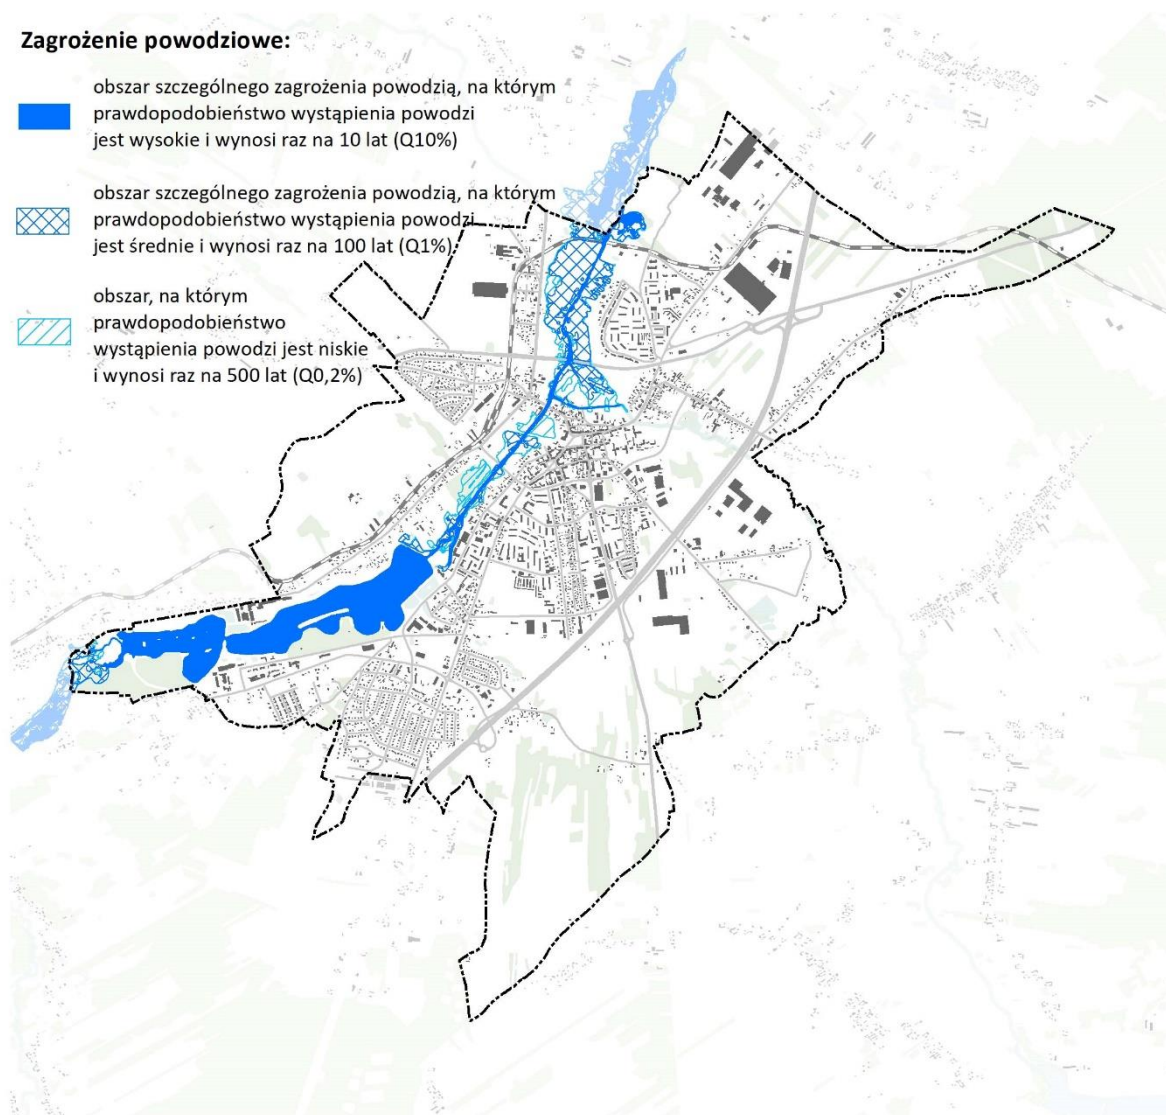 Zagrożenie powodziowe:
obszar szczególnego zagrożenia powodzią, na którym
prawdopodobieństwo wystąpienia powodzi
jest wysokie i wynosi raz na 10 lat (Q10%)
obszar szczególnego zagrożenia powodzią, na którym
prawdopodobieństwo wystąpienia powodzi
jest średnie i wynosi raz na 100 lat (Q1%)
obszar, na którym
prawdopodobieństwo
wystąpienia powodzi jest niskie
i wynosi raz na 500 lat (Q0,2%)